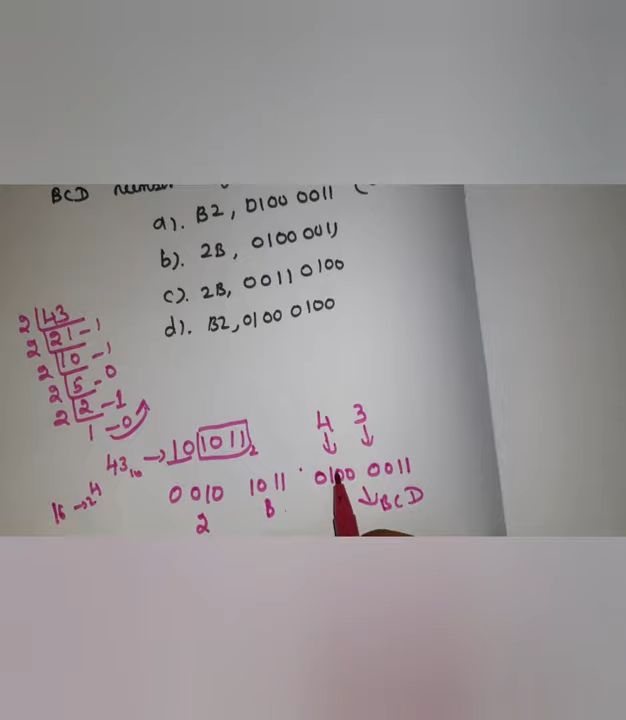 BCD
a). B2, 0100 0011 (
b). 2B, 0100 0011
c). 2B, 0011 0100
d). B2, 0100 0100
2 43
2 21-1
2 10-1
2 5-0
2 2-1
1-0
4 3
43₁₀ → 101011₂
16 → 2⁴
0010 1011 0100 0011
2 B
→ BCD